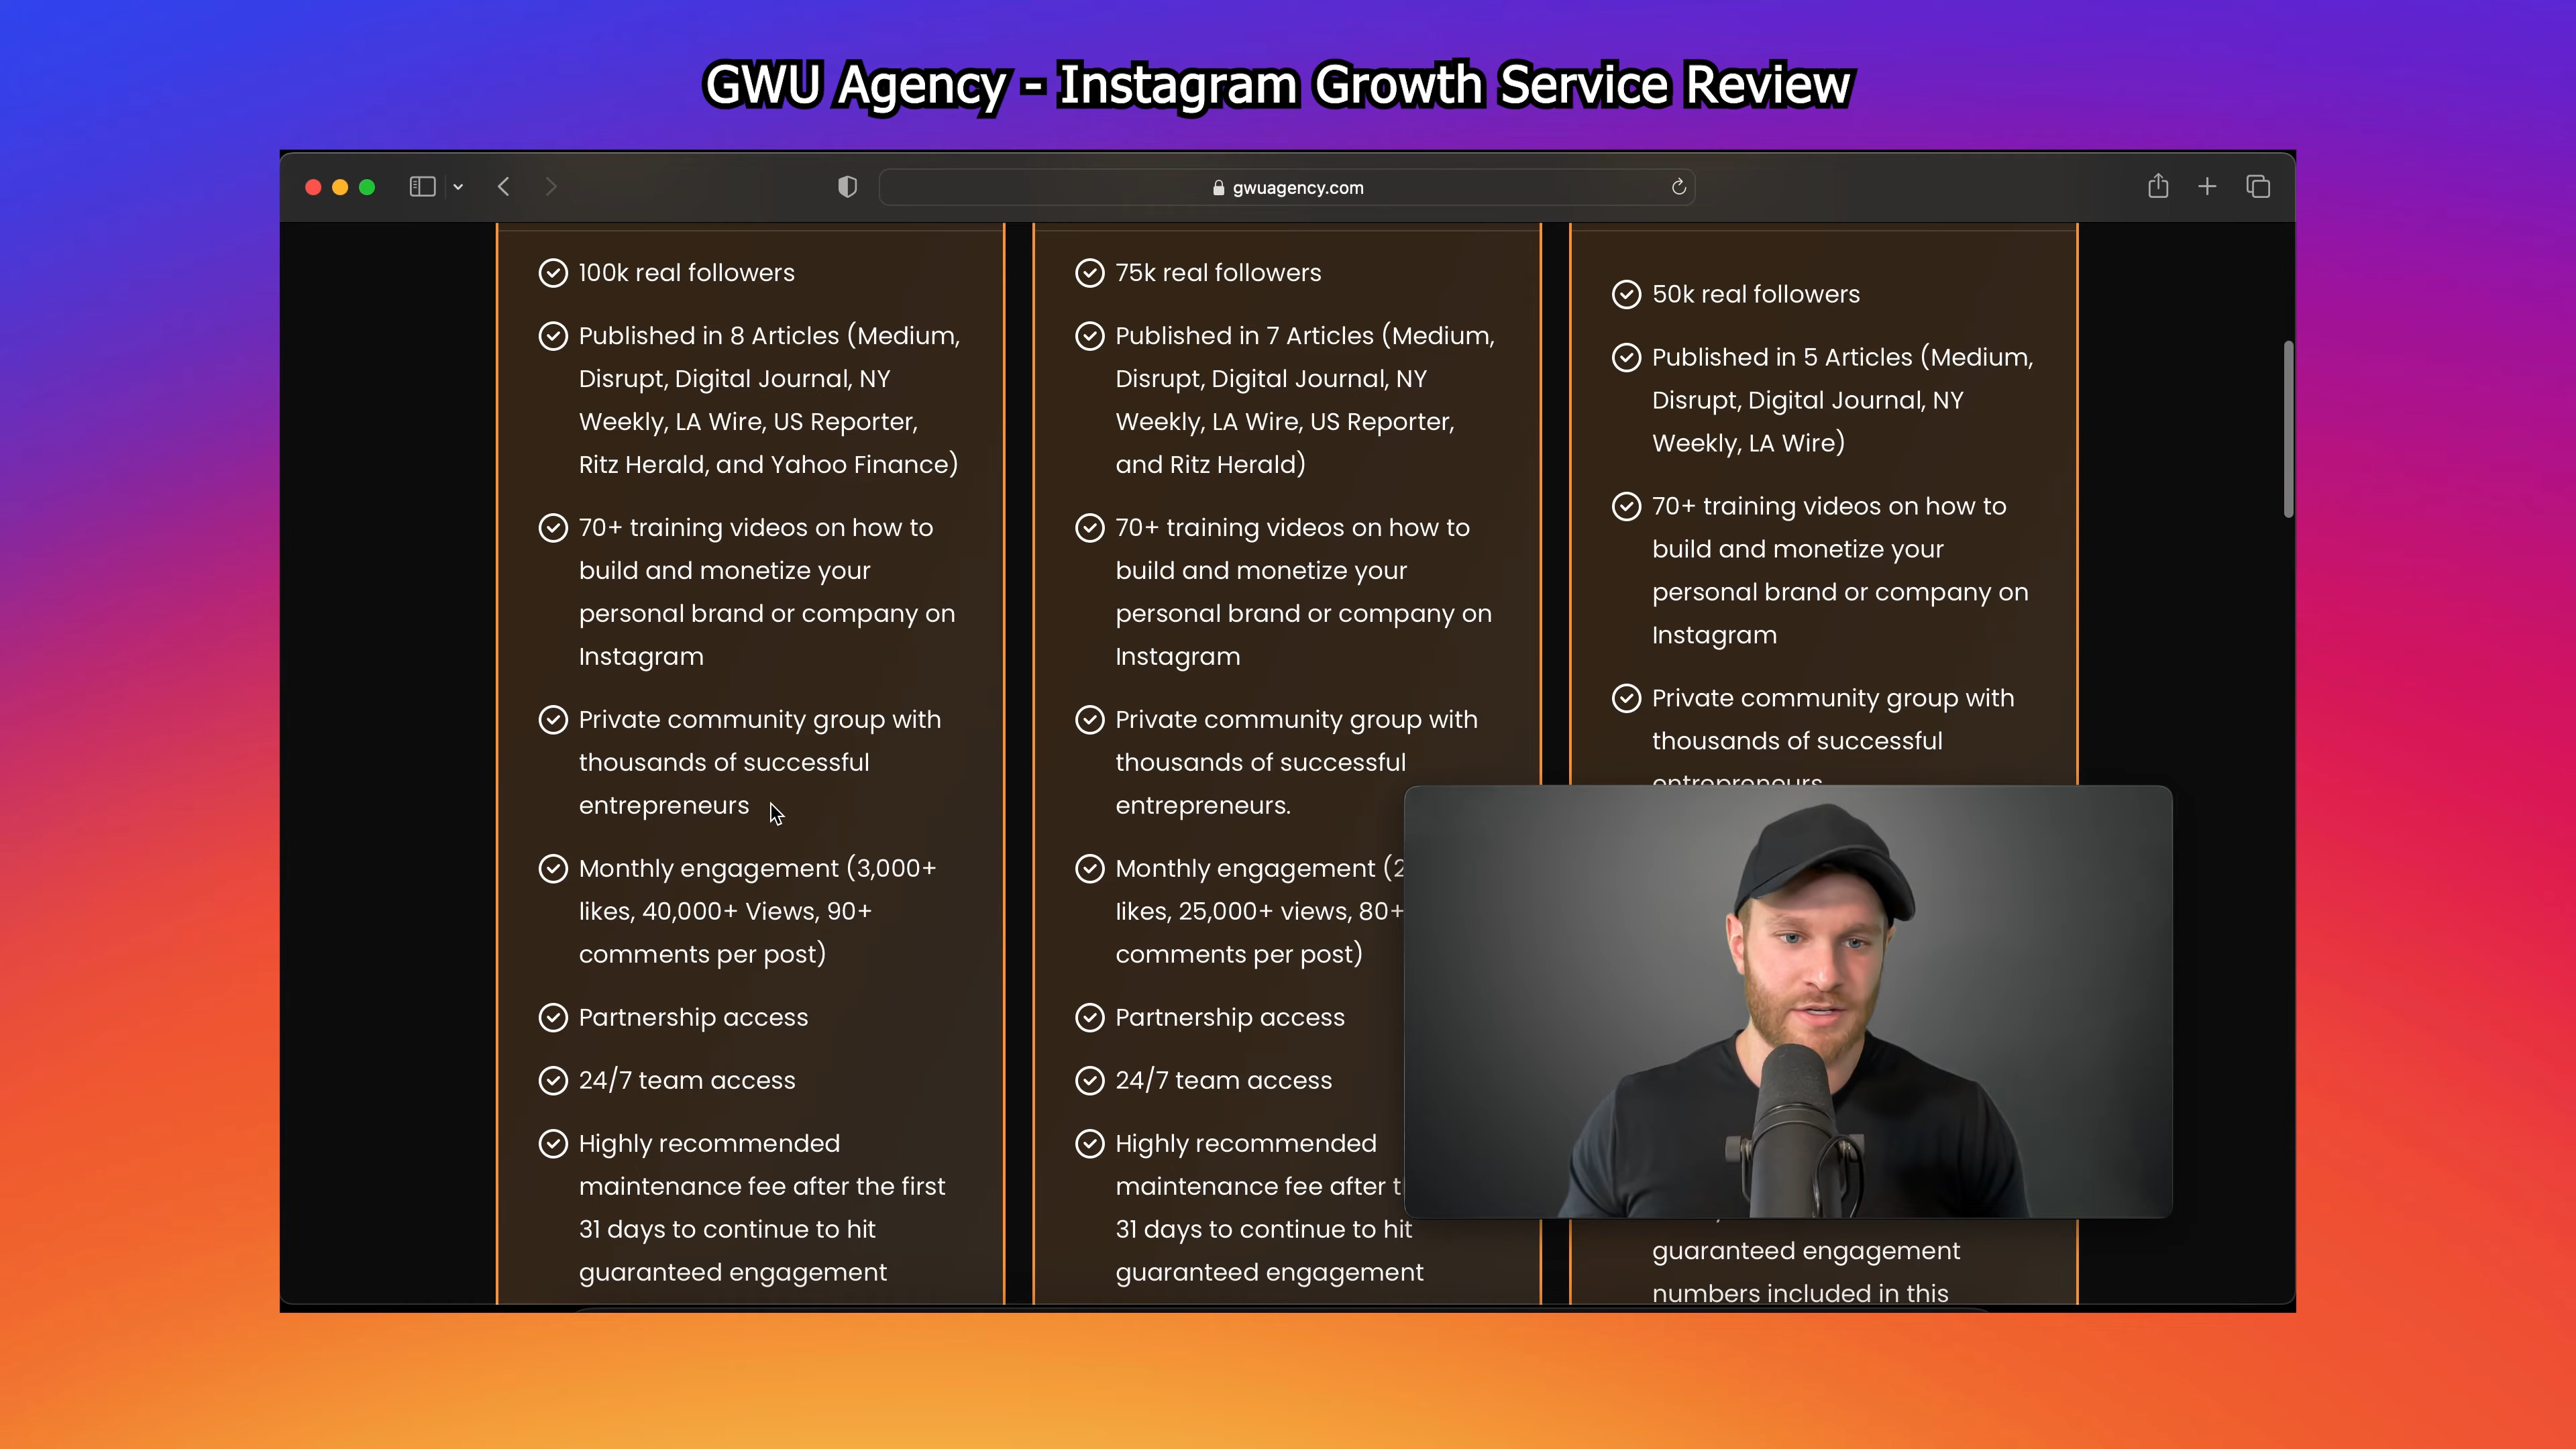 GWU Agency - Instagram Growth Service Review
gwuagency.com
100k real followers
Published in 8 Articles (Medium,
Disrupt, Digital Journal, NY
Weekly, LA Wire, US Reporter,
Ritz Herald, and Yahoo Finance)
70+ training videos on how to
build and monetize your
personal brand or company on
Instagram
Private community group with
thousands of successful
entrepreneurs
Monthly engagement (3,000+
likes, 40,000+ Views, 90+
comments per post)
Partnership access
24/7 team access
Highly recommended
maintenance fee after the first
31 days to continue to hit
guaranteed engagement
75k real followers
Published in 7 Articles (Medium,
Disrupt, Digital Journal, NY
Weekly, LA Wire, US Reporter,
and Ritz Herald)
70+ training videos on how to
build and monetize your
personal brand or company on
Instagram
Private community group with
thousands of successful
entrepreneurs.
Monthly engagement (2
likes, 25,000+ views, 80+
comments per post)
Partnership access
24/7 team access
Highly recommended
maintenance fee after t
31 days to continue to hit
guaranteed engagement
50k real followers
Published in 5 Articles (Medium,
Disrupt, Digital Journal, NY
Weekly, LA Wire)
70+ training videos on how to
build and monetize your
personal brand or company on
Instagram
Private community group with
thousands of successful
entrepreneurs
guaranteed engagement
numbers included in this